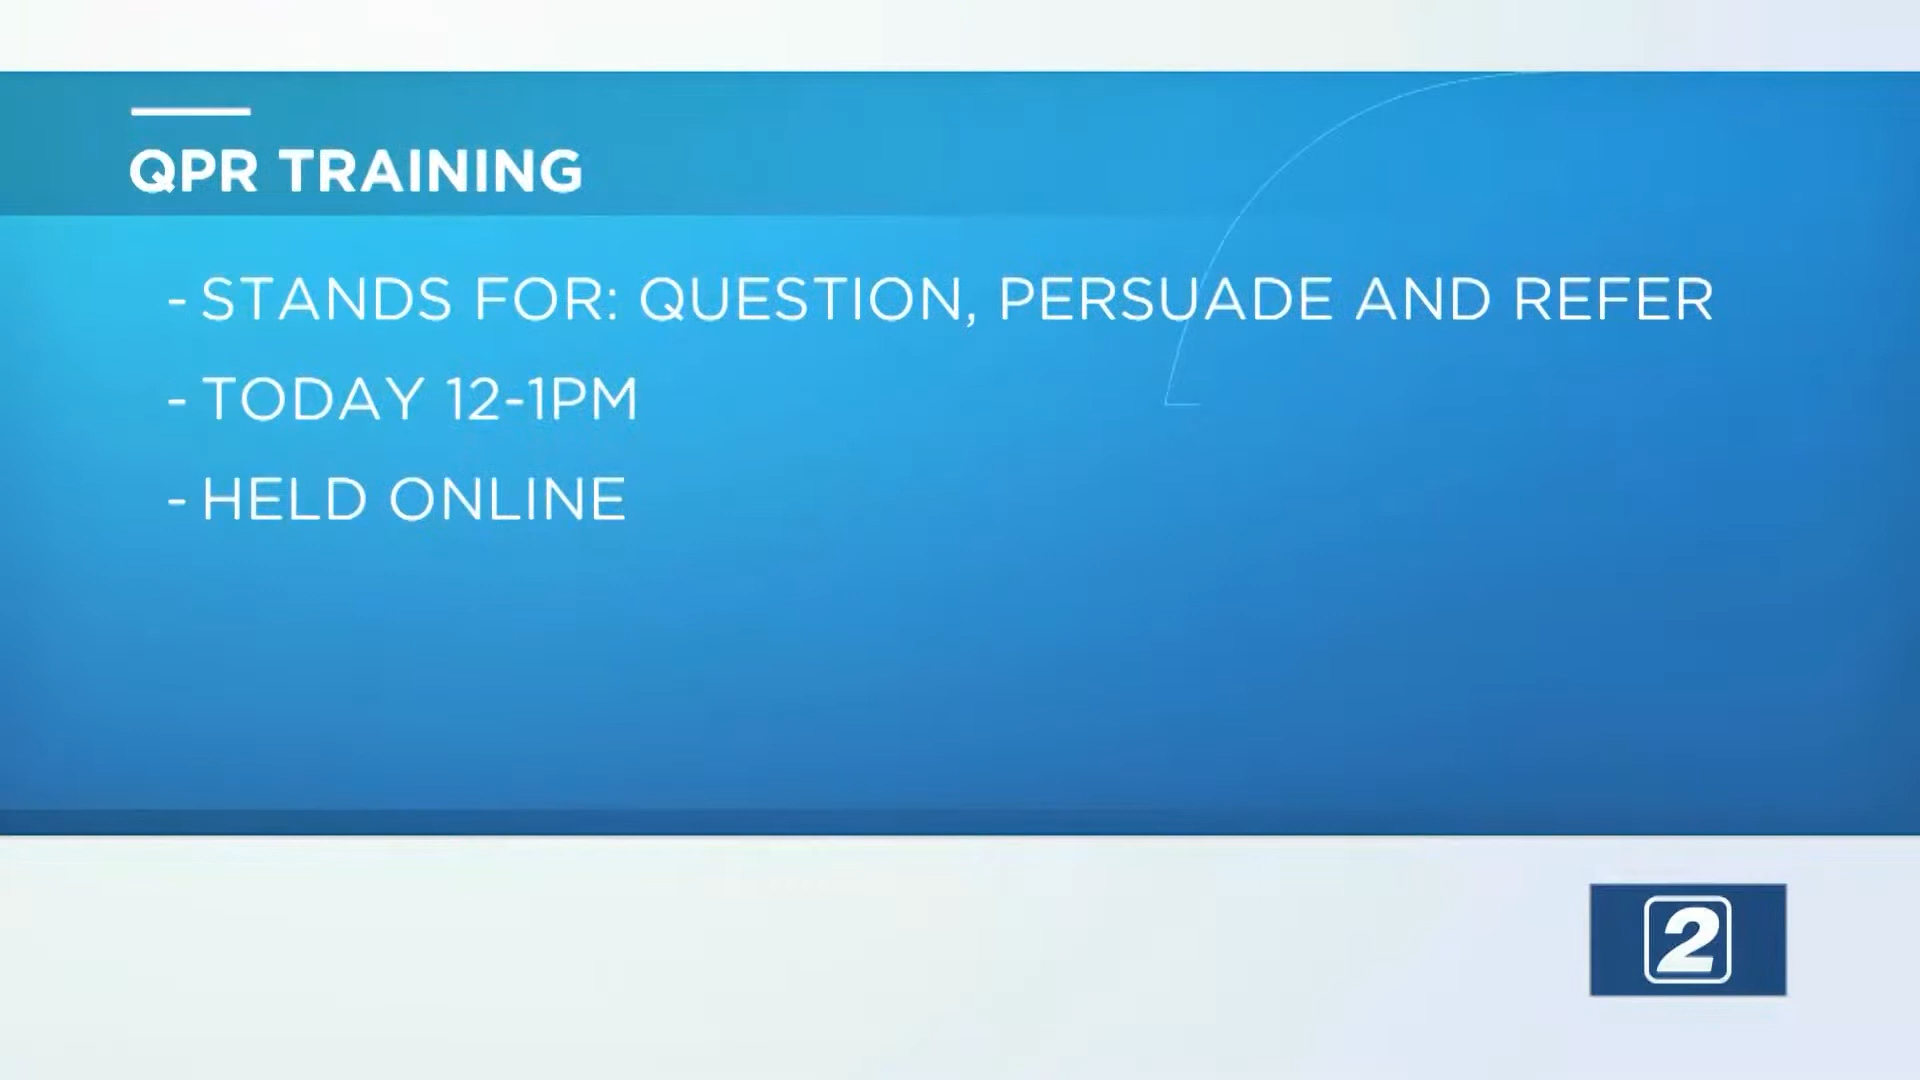 QPR TRAINING
- STANDS FOR: QUESTION, PERSUADE AND REFER
- TODAY 12-1PM
- HELD ONLINE
2